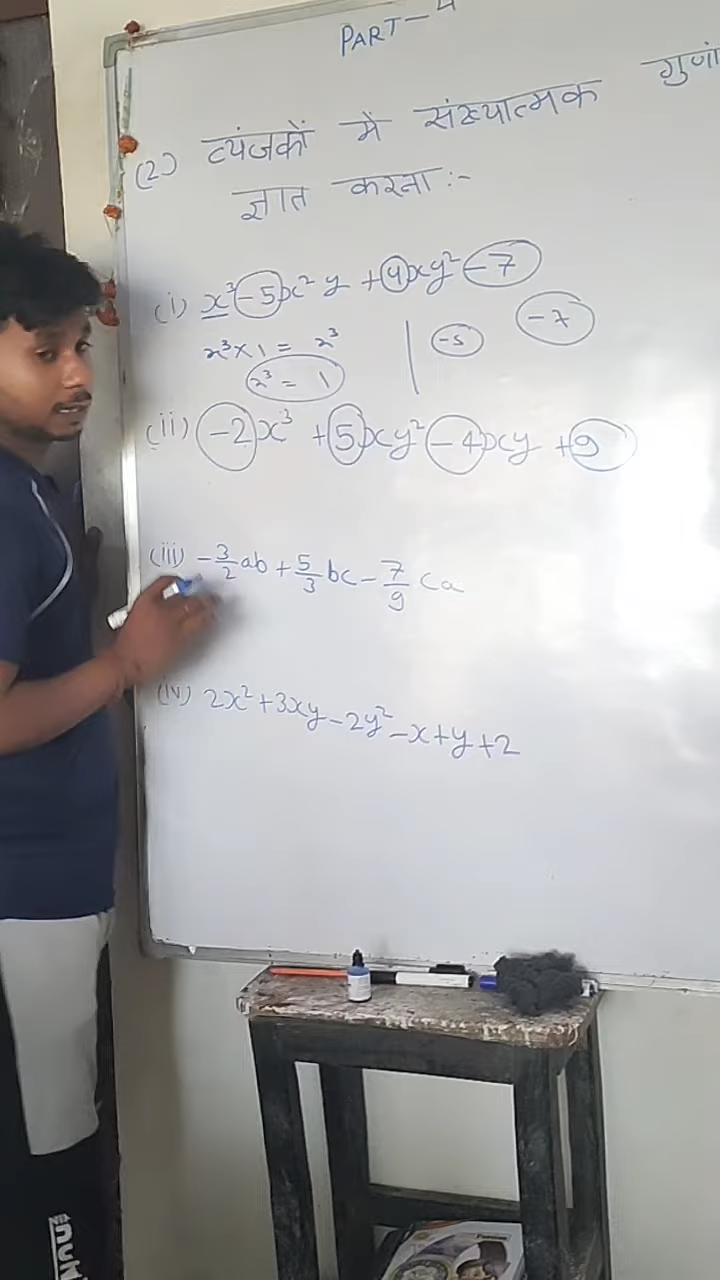 PART-4
(2) व्यंजकों में संख्यात्मक गुणां
ज्ञात करना:-
(i) x³ - 5x²y + 4xy² - 7
x³×1 = x³ | -5 -7
x³ = 1
(ii) -2x³ + 5xy² - 4xy + 9
(iii) -3/2 ab + 5/3 bc - 7/9 ca
(iv) 2x² + 3xy - 2y² - x + y + 2